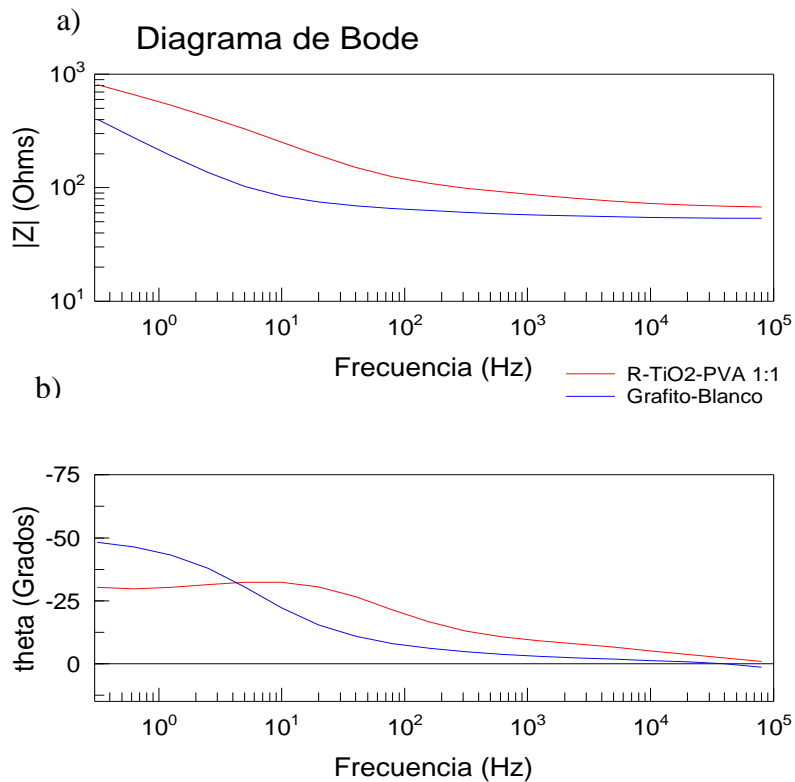 a)
Diagrama de Bode
|Z| (Ohms)
10³
10²
10¹
10⁰ 10¹ 10² 10³ 10⁴ 10⁵
Frecuencia (Hz)
R-TiO2-PVA 1:1
Grafito-Blanco
b)
theta (Grados)
-75
-50
-25
0
10⁰ 10¹ 10² 10³ 10⁴ 10⁵
Frecuencia (Hz)